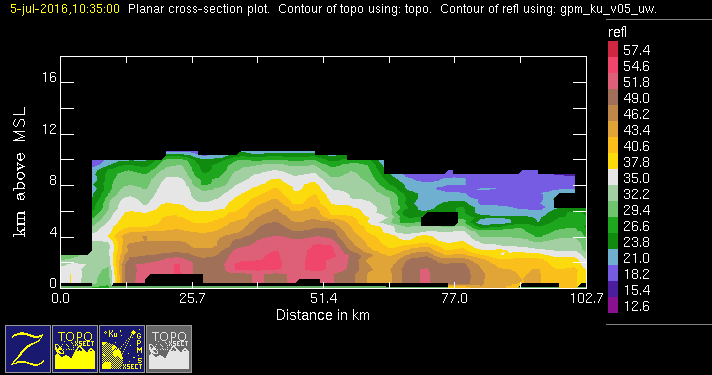 5-jul-2016,10:35:00 Planar cross-section plot. Contour of topo using: topo. Contour of refl using: gpm_ku_v05_uw.
refl
57.4
54.6
51.8
49.0
46.2
43.4
40.6
37.8
35.0
32.2
29.4
26.6
23.8
21.0
18.2
15.4
12.6
km above MSL
16
12
8
4
0
0.0 25.7 51.4 77.0 102.7
Distance in km
Z
TOPO XSECT
"Ku" GPM'S XSECT
TOPO XSECT